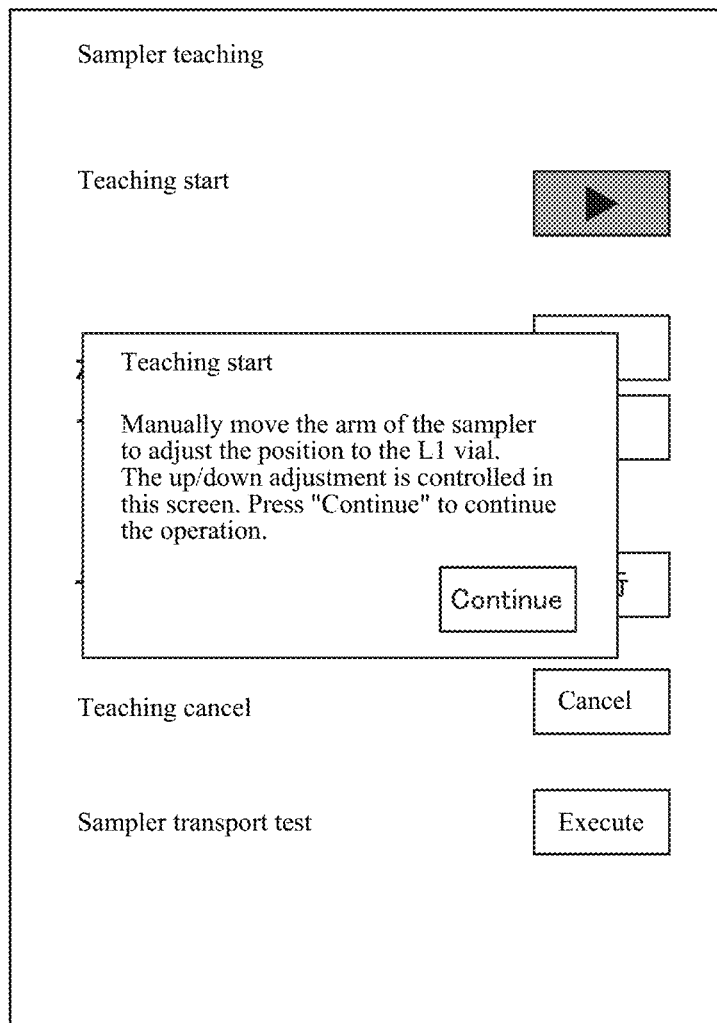 Sampler teaching
Teaching start
Teaching start
Manually move the arm of the sampler
to adjust the position to the L1 vial.
The up/down adjustment is controlled in
this screen. Press "Continue" to continue
the operation.
Continue
Teaching cancel
Cancel
Sampler transport test
Execute